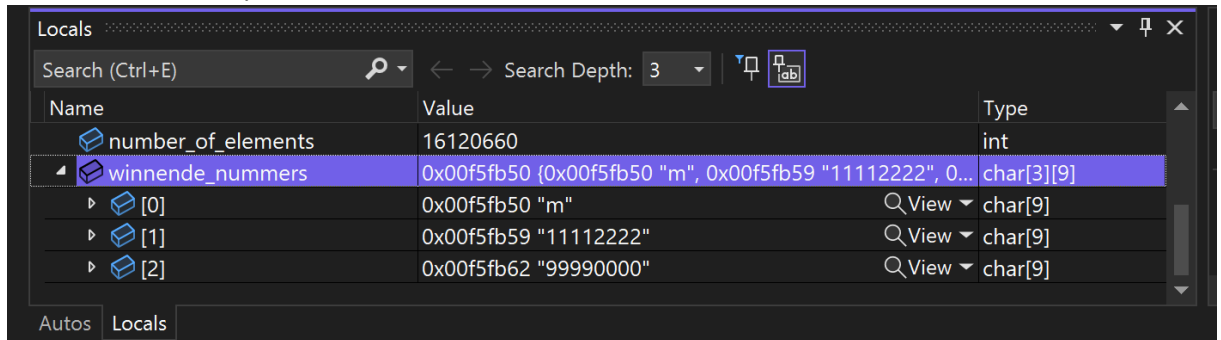 Locals
Search (Ctrl+E) Search Depth: 3
Name Value Type
number_of_elements 16120660 int
winnende_nummers 0x00f5fb50 {0x00f5fb50 "m", 0x00f5fb59 "11112222", 0... char[3][9]
[0] 0x00f5fb50 "m" View char[9]
[1] 0x00f5fb59 "11112222" View char[9]
[2] 0x00f5fb62 "99990000" View char[9]
Autos Locals